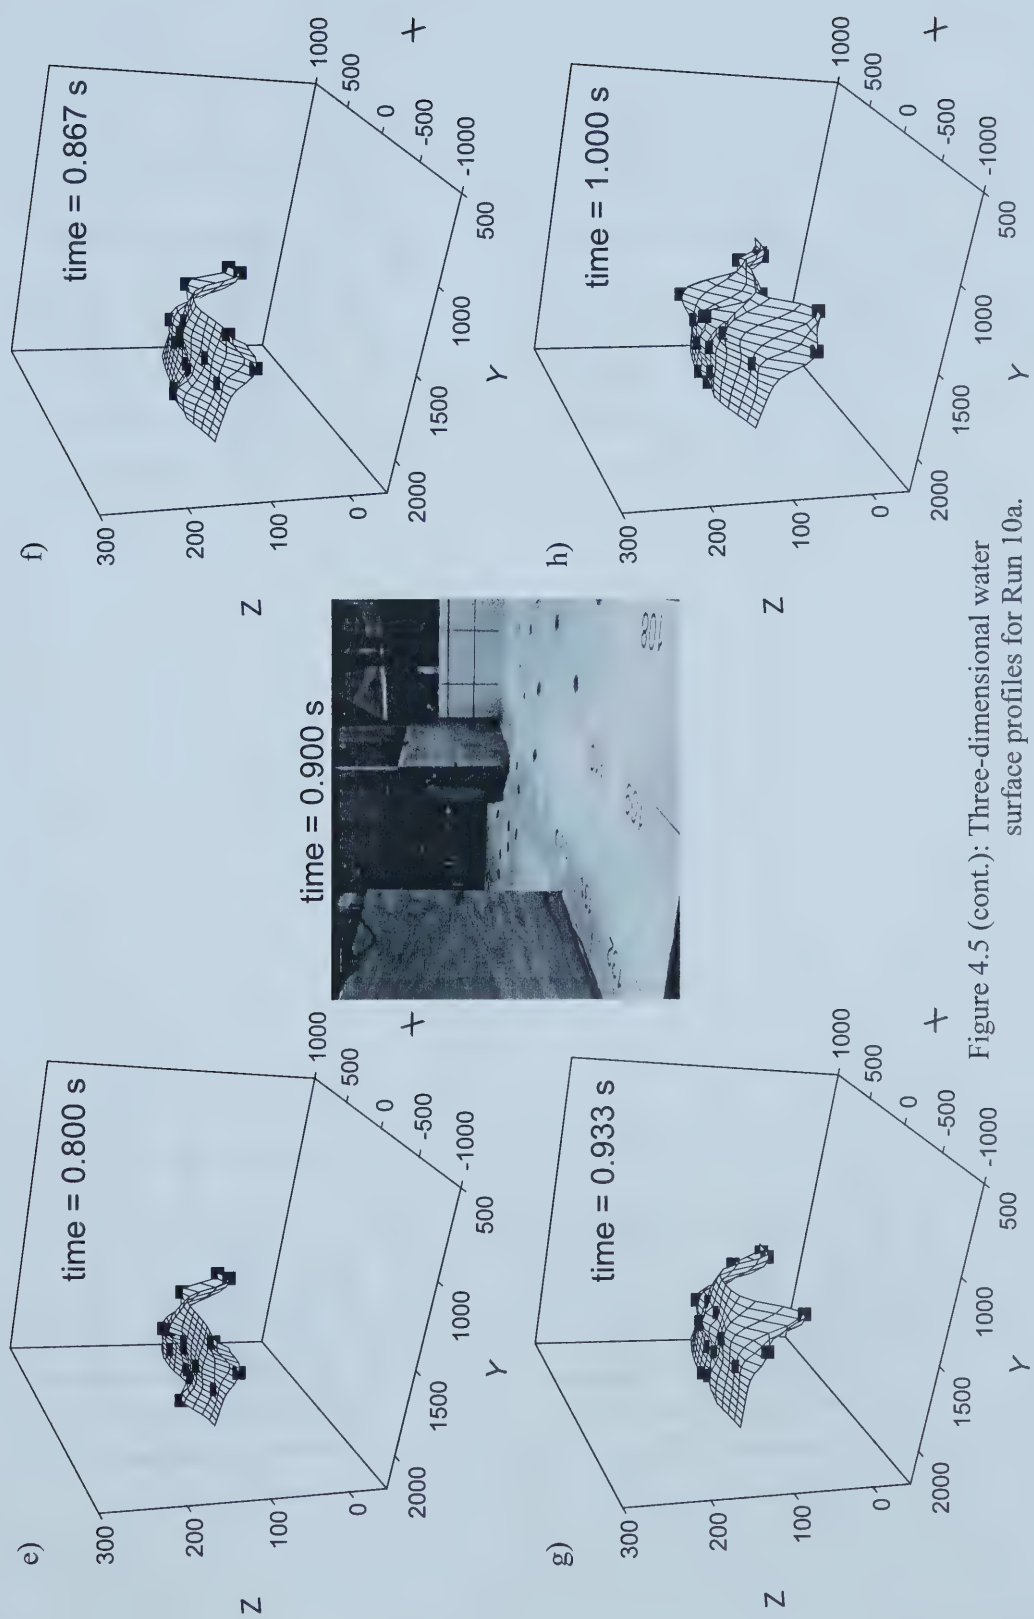 e)
time = 0.800 s
Z
300
200
100
0
2000
1500
1000
500
Y
-1000
-500
0
500
1000
X
f)
time = 0.867 s
Z
300
200
100
0
2000
1500
1000
500
Y
-1000
-500
0
500
1000
X
time = 0.900 s
108
g)
time = 0.933 s
Z
300
200
100
0
2000
1500
1000
500
Y
-1000
-500
0
500
1000
X
h)
time = 1.000 s
Z
300
200
100
0
2000
1500
1000
500
Y
-1000
-500
0
500
1000
X
Figure 4.5 (cont.): Three-dimensional water
surface profiles for Run 10a.